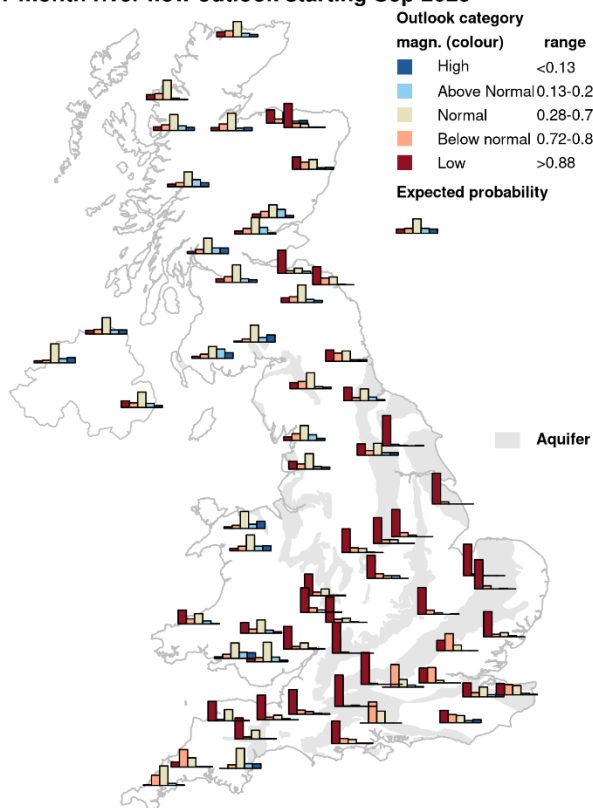 Outlook category
magn. (colour) range
High <0.13
Above Normal 0.13-0.2
Normal 0.28-0.7
Below normal 0.72-0.8
Low >0.88
Expected probability
Aquifer